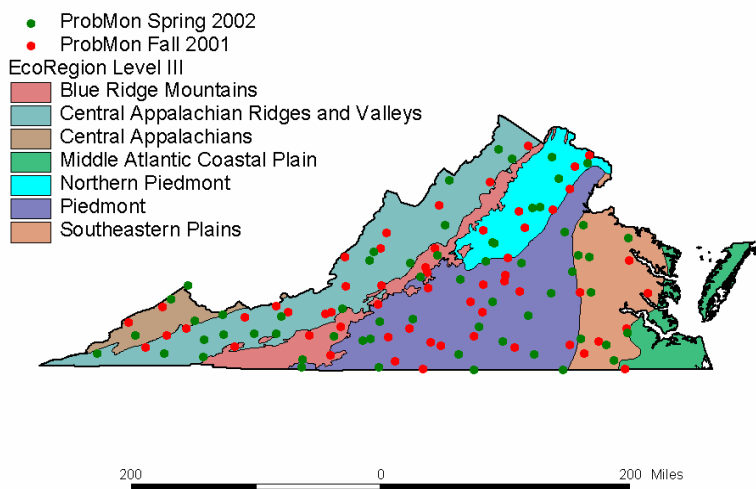 ProbMon Spring 2002
ProbMon Fall 2001
EcoRegion Level III
Blue Ridge Mountains
Central Appalachian Ridges and Valleys
Central Appalachians
Middle Atlantic Coastal Plain
Northern Piedmont
Piedmont
Southeastern Plains
200 0 200 Miles